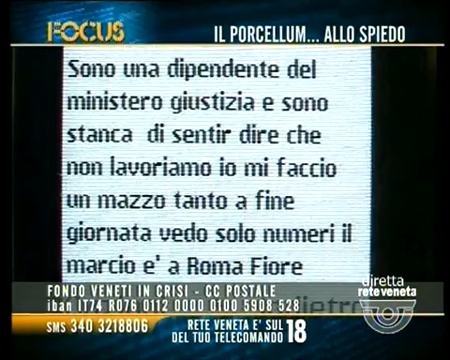 FOCUS
IL PORCELLUM... ALLO SPIEDO
Sono una dipendente del
ministero giustizia e sono
stanca di sentir dire che
non lavoriamo io mi faccio
un mazzo tanto a fine
giornata vedo solo numeri il
marcio e' a Roma Fiore
diretta
reteveneta
FONDO VENETI IN CRISI - CC POSTALE
iban IT74 R076 0112 0000 0100 5908 528
SMS 340 3218806
RETE VENETA E' SUL
DEL TUO TELECOMANDO 18